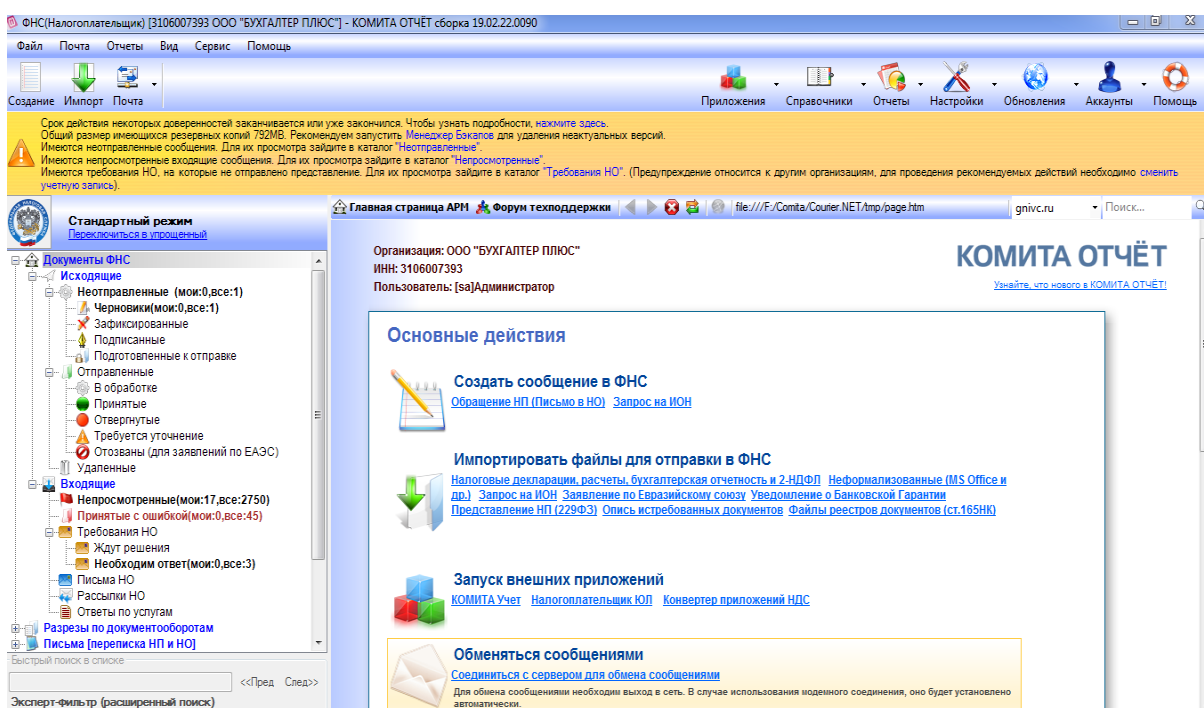 ФНС(Налогоплательщик) [3106007393 ООО "БУХГАЛТЕР ПЛЮС"] - КОМИТА ОТЧЁТ сборка 19.02.22.0090
Файл Почта Отчеты Вид Сервис Помощь
Создание Импорт Почта Приложения Справочники Отчеты Настройки Обновления Аккаунты Помощь
Срок действия некоторых доверенностей заканчивается или уже закончился. Чтобы узнать подробности, нажмите здесь.
Общий размер имеющихся резервных копий 792MB. Рекомендуем запустить Менеджер Бэкапов для удаления неактуальных версий.
Имеются неотправленные сообщения. Для их просмотра зайдите в каталог "Неотправленные".
Имеются непросмотренные входящие сообщения. Для их просмотра зайдите в каталог "Непросмотренные".
Имеются требования НО, на которые не отправлено представление. Для их просмотра зайдите в каталог "Требования НО". (Предупреждение относится к другим организациям, для проведения рекомендуемых действий необходимо сменить
учетную запись).
Стандартный режим
Переключиться в упрощенный
Документы ФНС
Исходящие
Неотправленные (мои:0,все:1)
Черновики(мои:0,все:1)
Зафиксированные
Подписанные
Подготовленные к отправке
Отправленные
В обработке
Принятые
Отвергнутые
Требуется уточнение
Отозваны (для заявлений по ЕАЭС)
Удаленные
Входящие
Непросмотренные(мои:17,все:2750)
Принятые с ошибкой(мои:0,все:45)
Требования НО
Ждут решения
Необходим ответ(мои:0,все:3)
Письма НО
Рассылки НО
Ответы по услугам
Разрезы по документооборотам
Письма [переписка НП и НО]
Быстрый поиск в списке
<<Пред След>>
Эксперт-фильтр (расширенный поиск)
Главная страница АРМ Форум техподдержки file:///F:/Comita/Courier.NET/tmp/page.htm gnivc.ru Поиск...
Организация: ООО "БУХГАЛТЕР ПЛЮС"
ИНН: 3106007393
Пользователь: [sa]Администратор
КОМИТА ОТЧЁТ
Узнайте, что нового в КОМИТА ОТЧЁТ!
Основные действия
Создать сообщение в ФНС
Обращение НП (Письмо в НО) Запрос на ИОН
Импортировать файлы для отправки в ФНС
Налоговые декларации, расчеты, бухгалтерская отчетность и 2-НДФЛ Неформализованные (MS Office и
др.) Запрос на ИОН Заявление по Евразийскому союзу Уведомление о Банковской Гарантии
Представление НП (229ФЗ) Опись истребованных документов Файлы реестров документов (ст.165НК)
Запуск внешних приложений
КОМИТА Учет Налогоплательщик ЮЛ Конвертер приложений НДС
Обменяться сообщениями
Соединиться с сервером для обмена сообщениями
Для обмена сообщениями необходим выход в сеть. В случае использования модемного соединения, оно будет установлено
автоматически.